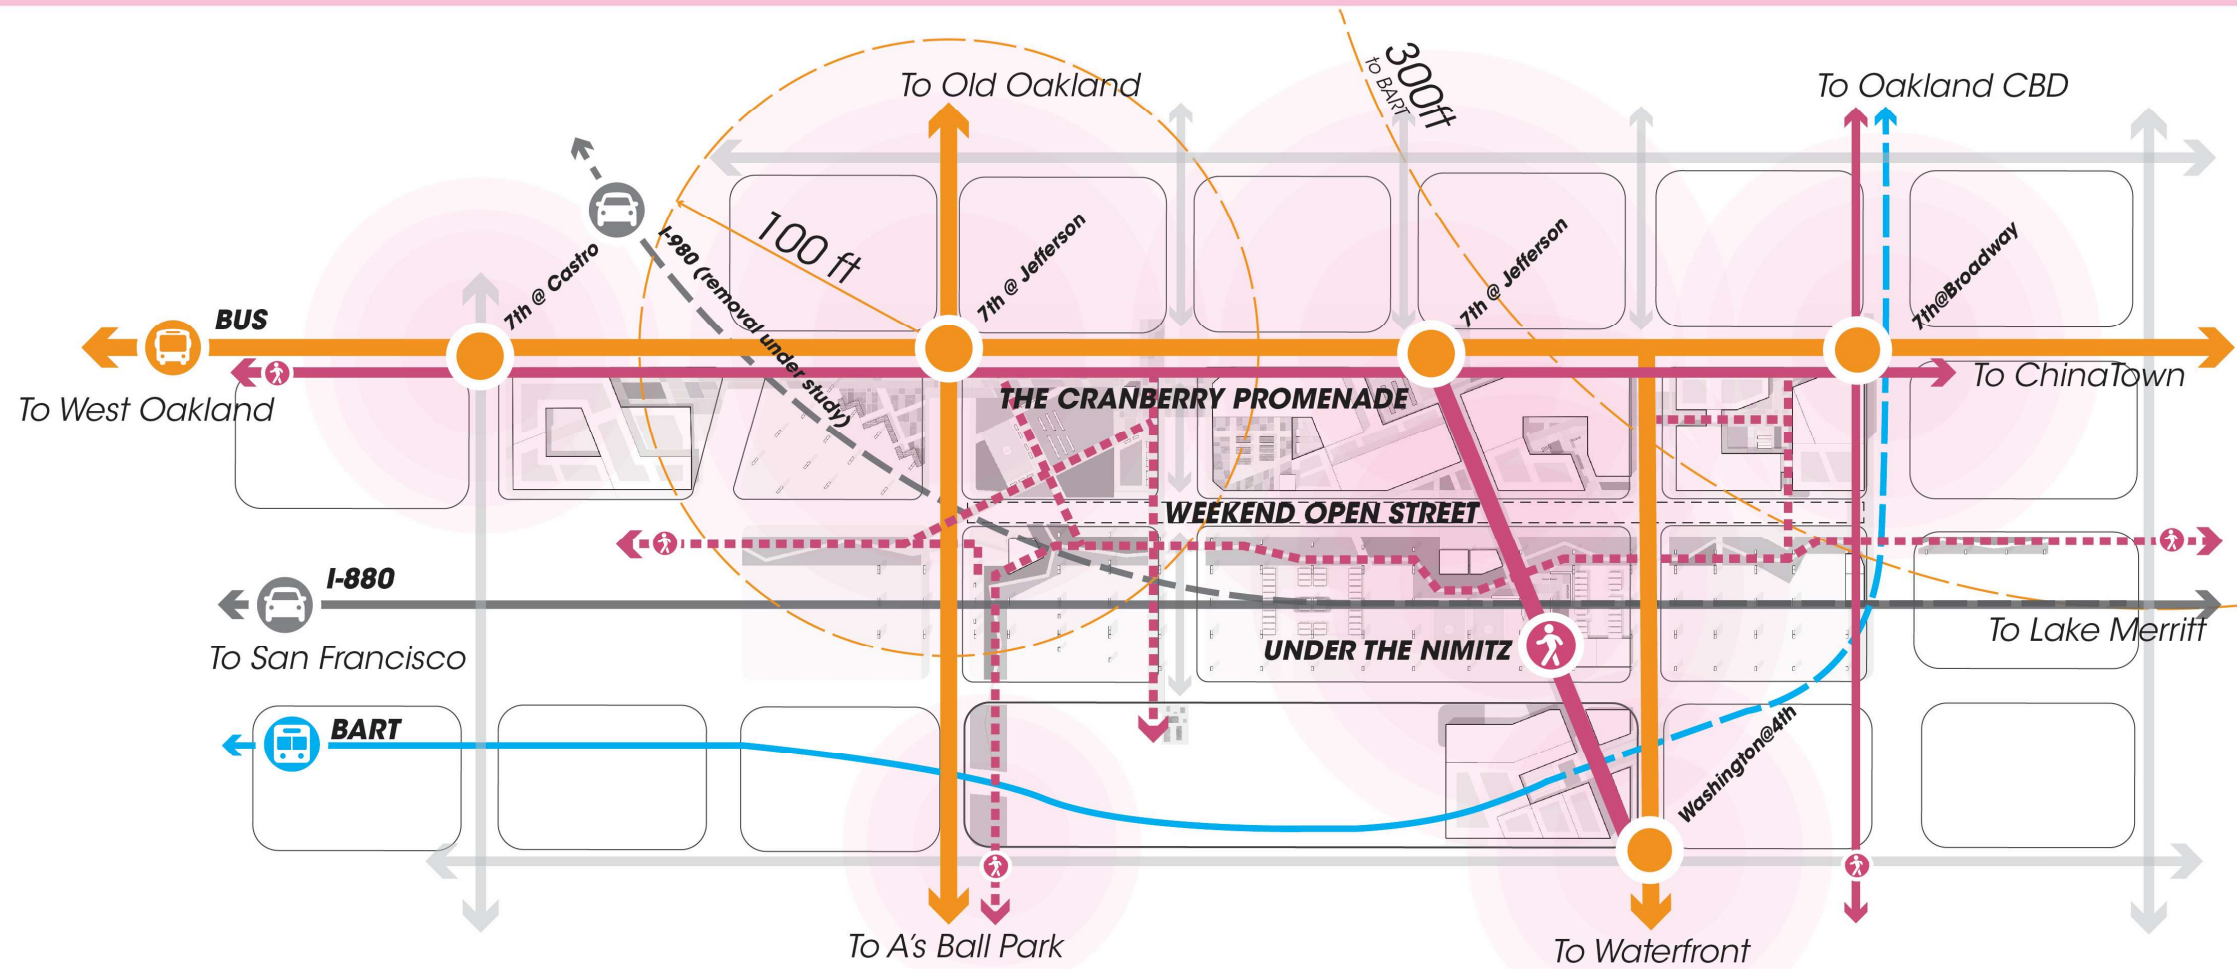 300ft
to BART
To Old Oakland
To Oakland CBD
100 ft
7th @ Castro
I-980 (removal under study)
7th @ Jefferson
7th @ Jefferson
7th@Broadway
BUS
To West Oakland
To ChinaTown
THE CRANBERRY PROMENADE
WEEKEND OPEN STREET
I-880
To San Francisco
To Lake Merritt
UNDER THE NIMITZ
BART
Washington@4th
To A's Ball Park
To Waterfront